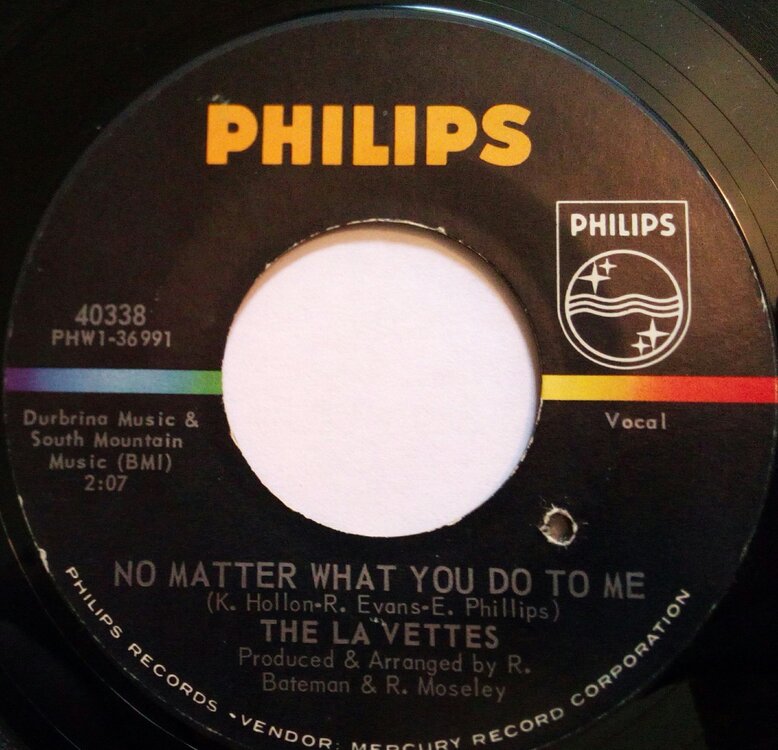 PHILIPS
PHILIPS
40338
PHW1-36991
Durbrina Music &
South Mountain
Music (BMI)
2:07
Vocal
NO MATTER WHAT YOU DO TO ME
(K. Hollon-R. Evans-E. Phillips)
THE LA'VETTES
Produced & Arranged by R.
Bateman & R. Moseley
PHILIPS RECORDS • VENDOR: MERCURY RECORD CORPORATION